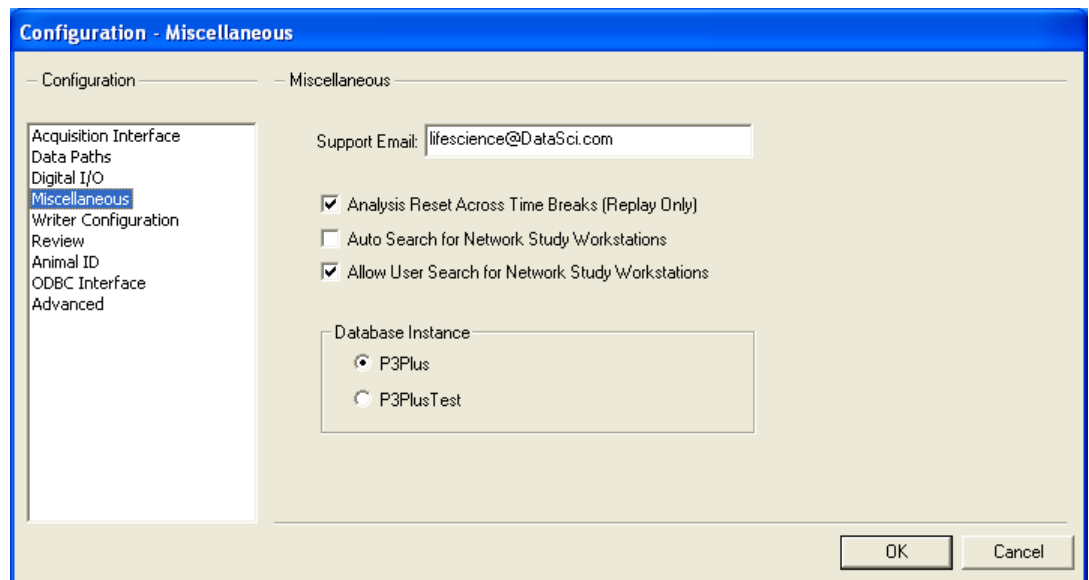 Configuration - Miscellaneous
Configuration
Acquisition Interface
Data Paths
Digital I/O
Miscellaneous
Writer Configuration
Review
Animal ID
ODBC Interface
Advanced
Miscellaneous
Support Email: lifescience@DataSci.com
Analysis Reset Across Time Breaks (Replay Only)
Auto Search for Network Study Workstations
Allow User Search for Network Study Workstations
Database Instance
P3Plus
P3PlusTest
OK Cancel